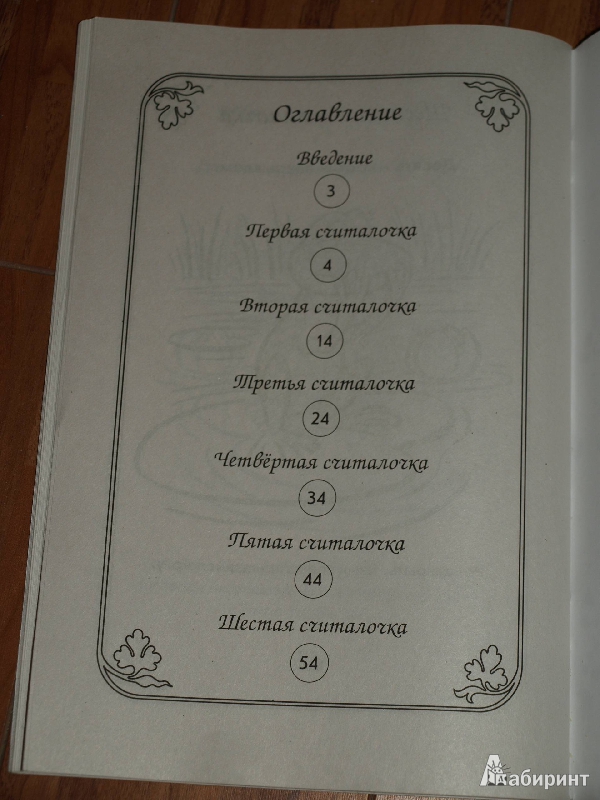 Оглавление
Введение
3
Первая считалочка
4
Вторая считалочка
14
Третья считалочка
24
Четвёртая считалочка
34
Пятая считалочка
44
Шестая считалочка
54
Лабиринт